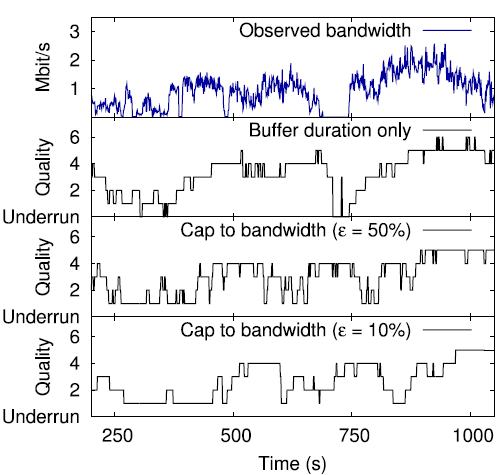 Observed bandwidth
Mbit/s
3
2
1
Buffer duration only
Quality
6
4
2
Underrun
Cap to bandwidth (ε = 50%)
Quality
6
4
2
Underrun
Cap to bandwidth (ε = 10%)
Quality
6
4
2
Underrun
250 500 750 1000
Time (s)